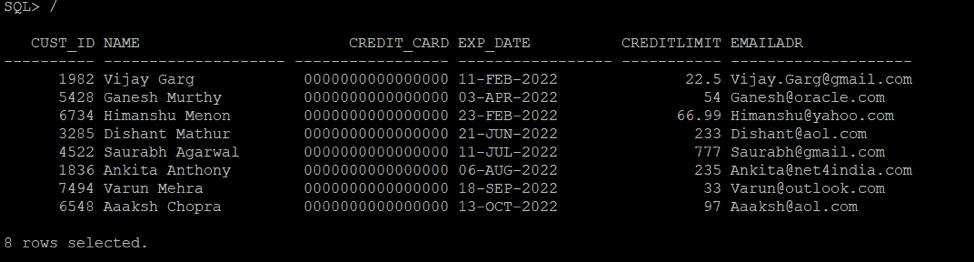 SQL> /
CUST_ID NAME CREDIT_CARD EXP_DATE CREDITLIMIT EMAILADR
---------- -------------------- ---------------- ----------------- ----------- --------------------
1982 Vijay Garg 0000000000000000 11-FEB-2022 22.5 Vijay.Garg@gmail.com
5428 Ganesh Murthy 0000000000000000 03-APR-2022 54 Ganesh@oracle.com
6734 Himanshu Menon 0000000000000000 23-FEB-2022 66.99 Himanshu@yahoo.com
3285 Dishant Mathur 0000000000000000 21-JUN-2022 233 Dishant@aol.com
4522 Saurabh Agarwal 0000000000000000 11-JUL-2022 777 Saurabh@gmail.com
1836 Ankita Anthony 0000000000000000 06-AUG-2022 235 Ankita@net4india.com
7494 Varun Mehra 0000000000000000 18-SEP-2022 33 Varun@outlook.com
6548 Aaaksh Chopra 0000000000000000 13-OCT-2022 97 Aaaksh@aol.com
8 rows selected.